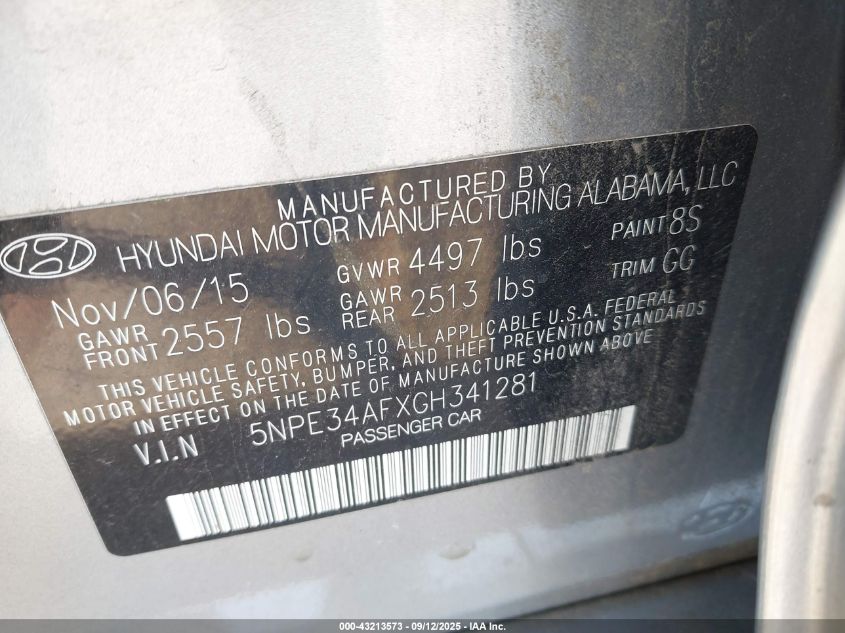 MANUFACTURED BY
HYUNDAI MOTOR MANUFACTURING ALABAMA, LLC
Nov/06/15 GVWR 4497 lbs PAINT 8S
GAWR FRONT 2557 lbs GAWR REAR 2513 lbs TRIM GG
THIS VEHICLE CONFORMS TO ALL APPLICABLE U.S.A. FEDERAL
MOTOR VEHICLE SAFETY, BUMPER, AND THEFT PREVENTION STANDARDS
IN EFFECT ON THE DATE OF MANUFACTURE SHOWN ABOVE
V.I.N 5NPE34AFXGH341281
PASSENGER CAR
000-43213573 - 09/12/2025 - IAA Inc.